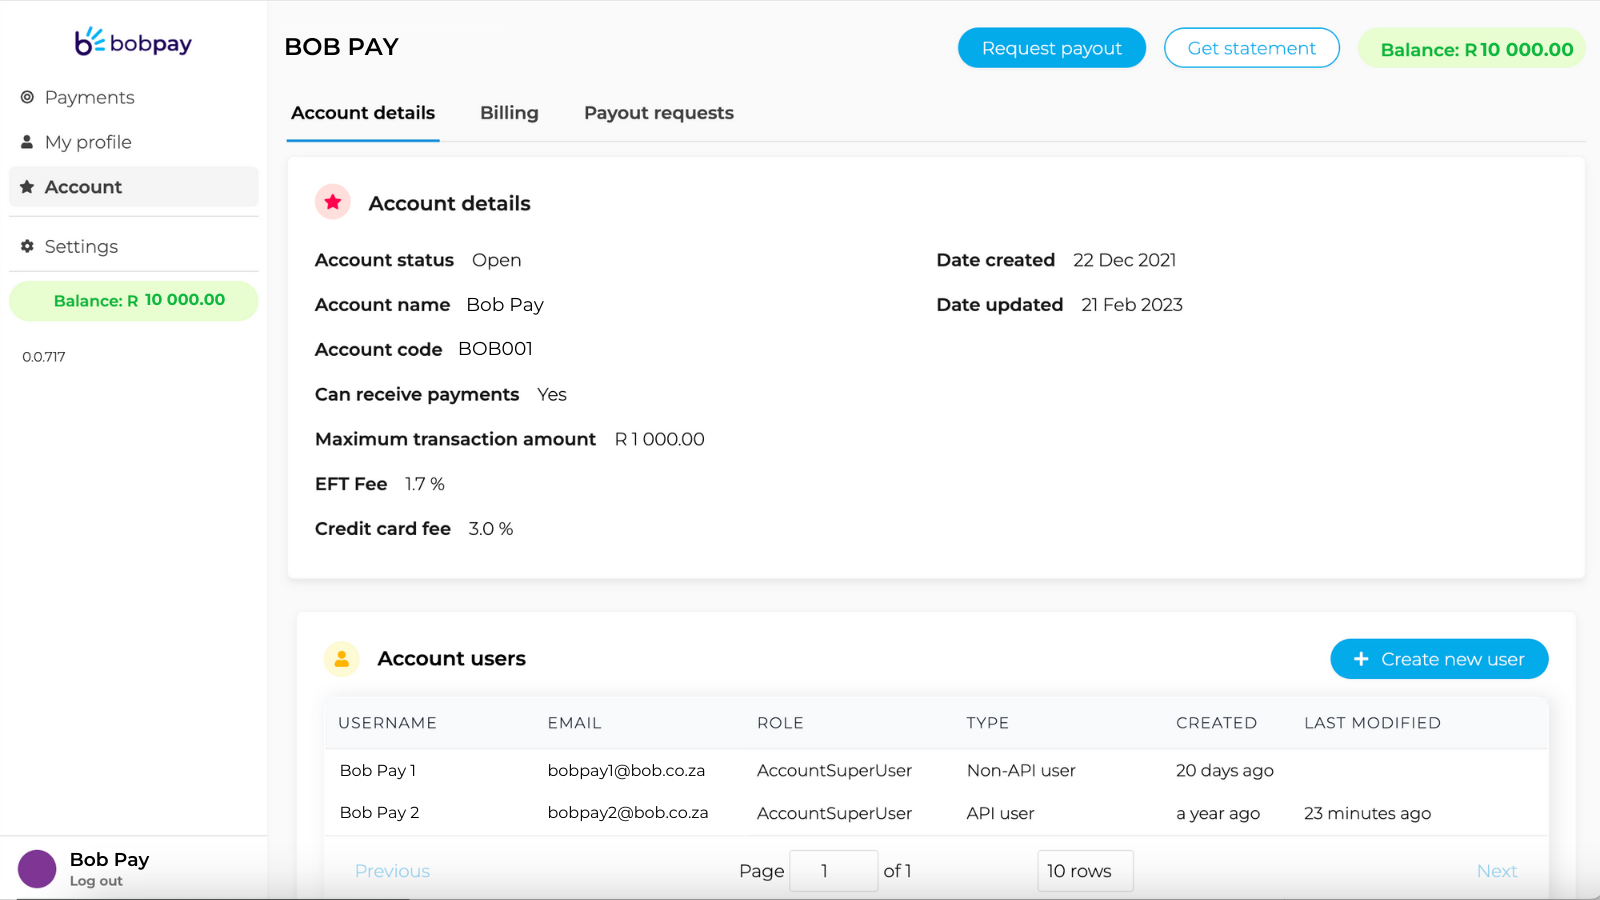 bobpay
Payments
My profile
Account
Settings
Balance: R 10 000.00
0.0.717
Bob Pay
Log out
BOB PAY
Request payout
Get statement
Balance: R 10 000.00
Account details
Billing
Payout requests
Account details
Account status Open
Account name Bob Pay
Account code BOB001
Can receive payments Yes
Maximum transaction amount R 1 000.00
EFT Fee 1.7 %
Credit card fee 3.0 %
Date created 22 Dec 2021
Date updated 21 Feb 2023
Account users
Create new user
USERNAME EMAIL ROLE TYPE CREATED LAST MODIFIED
Bob Pay 1 bobpay1@bob.co.za AccountSuperUser Non-API user 20 days ago
Bob Pay 2 bobpay2@bob.co.za AccountSuperUser API user a year ago 23 minutes ago
Previous Page 1 of 1 10 rows Next